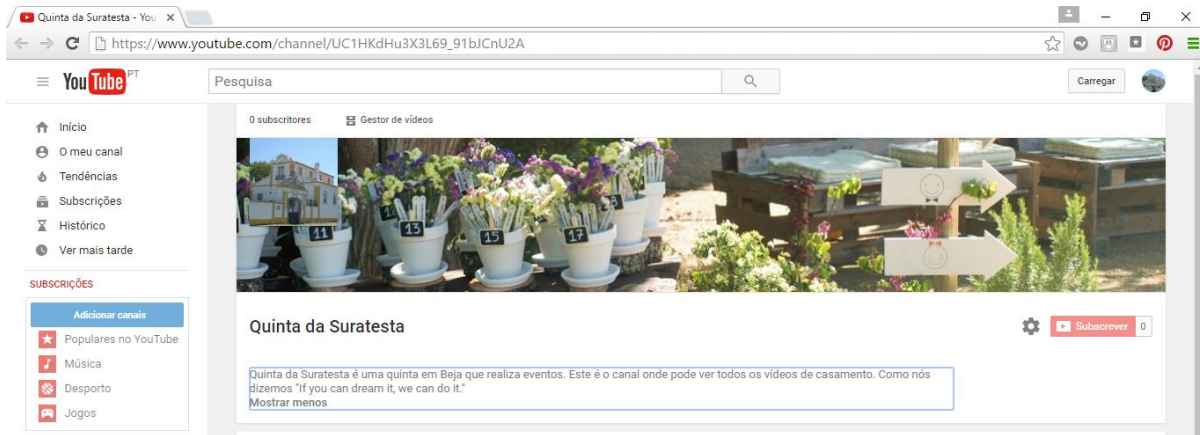 Quinta da Suratesta - You
https://www.youtube.com/channel/UC1HKdHu3X3L69_91bJCnU2A
YouTube PT
Pesquisa
Carregar
Início
O meu canal
Tendências
Subscrições
Histórico
Ver mais tarde
SUBSCRIÇÕES
Adicionar canais
Populares no YouTube
Música
Desporto
Jogos
0 subscritores
Gestor de vídeos
11
13
15
17
Quinta da Suratesta
Subscrever 0
Quinta da Suratesta é uma quinta em Beja que realiza eventos. Este é o canal onde pode ver todos os vídeos de casamento. Como nós
dizemos "If you can dream it, we can do it."
Mostrar menos